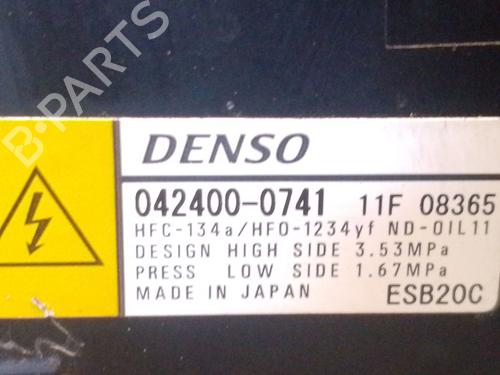 B-PARTS
DENSO
042400-0741 11F 08365
HFC-134a/HFO-1234yf ND-OIL11
DESIGN HIGH SIDE 3.53MPa
PRESS LOW SIDE 1.67MPa
MADE IN JAPAN ESB20C